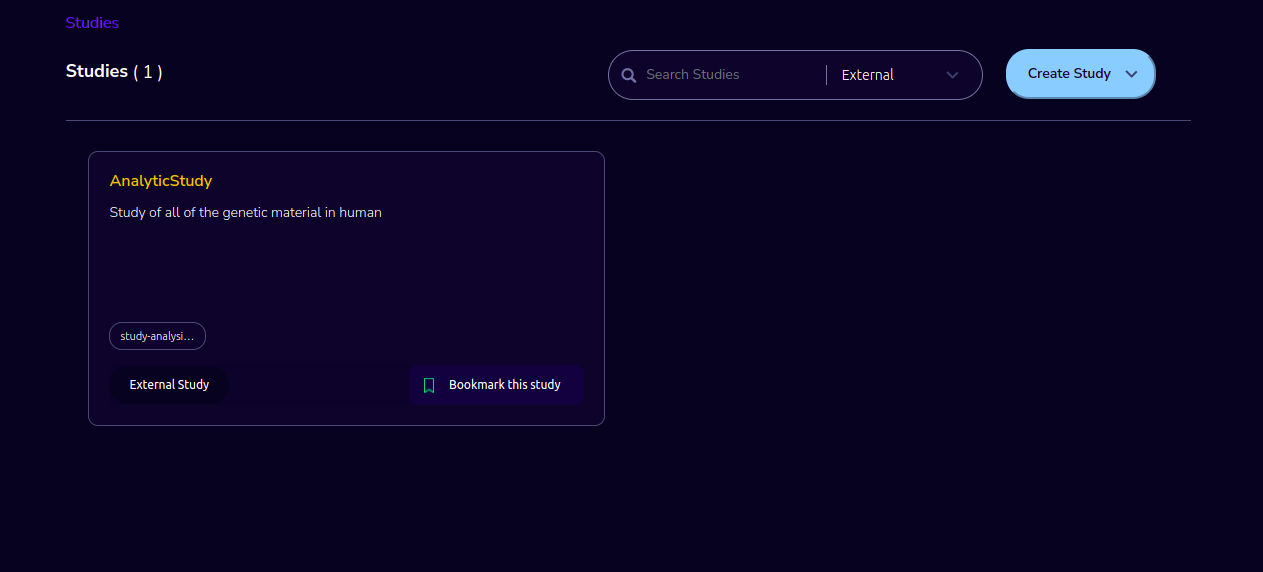 Studies
Studies ( 1 )
Search Studies
External
Create Study
AnalyticStudy
Study of all of the genetic material in human
study-analysi...
External Study
Bookmark this study